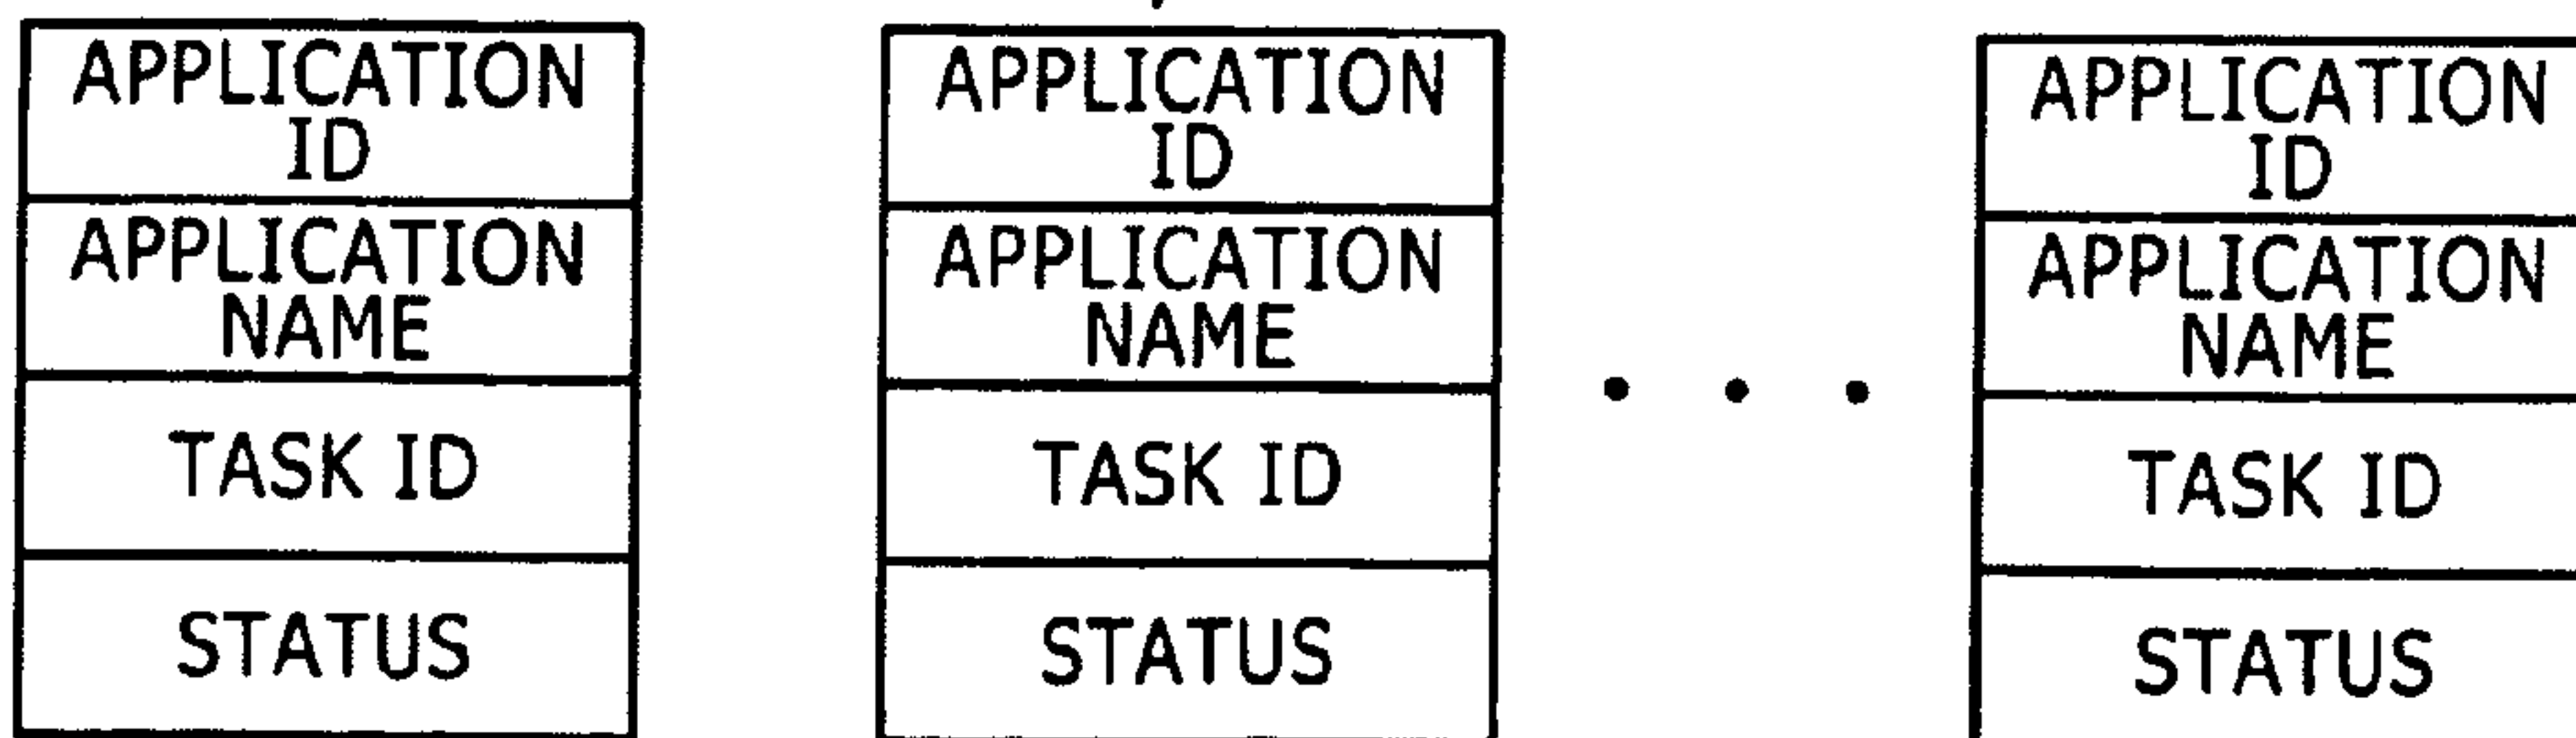 APPLICATION
ID
APPLICATION
NAME
TASK ID
STATUS
APPLICATION
ID
APPLICATION
NAME
TASK ID
STATUS
. . .
APPLICATION
ID
APPLICATION
NAME
TASK ID
STATUS